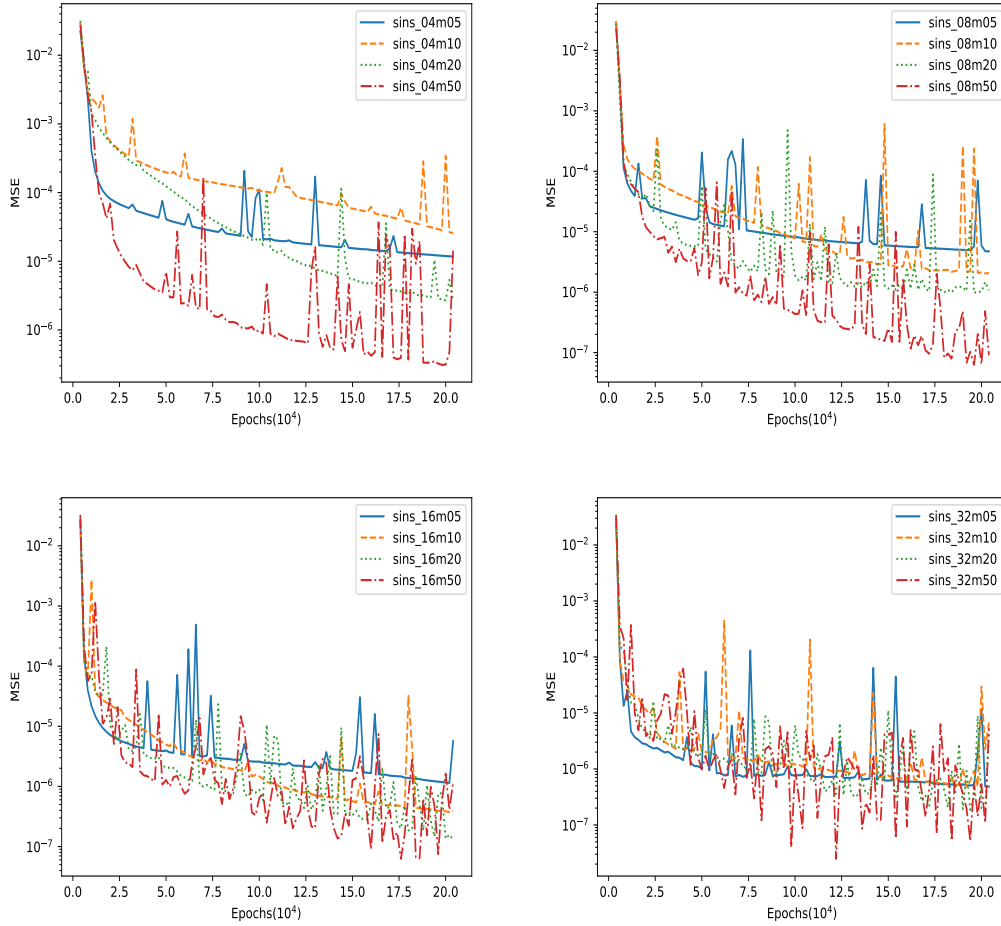 sins_04m05
sins_04m10
sins_04m20
sins_04m50
MSE
10^{-2}
10^{-3}
10^{-4}
10^{-5}
10^{-6}
0.0 2.5 5.0 7.5 10.0 12.5 15.0 17.5 20.0
Epochs(10^4)
sins_08m05
sins_08m10
sins_08m20
sins_08m50
MSE
10^{-2}
10^{-3}
10^{-4}
10^{-5}
10^{-6}
10^{-7}
0.0 2.5 5.0 7.5 10.0 12.5 15.0 17.5 20.0
Epochs(10^4)
sins_16m05
sins_16m10
sins_16m20
sins_16m50
MSE
10^{-2}
10^{-3}
10^{-4}
10^{-5}
10^{-6}
10^{-7}
0.0 2.5 5.0 7.5 10.0 12.5 15.0 17.5 20.0
Epochs(10^4)
sins_32m05
sins_32m10
sins_32m20
sins_32m50
MSE
10^{-2}
10^{-3}
10^{-4}
10^{-5}
10^{-6}
10^{-7}
0.0 2.5 5.0 7.5 10.0 12.5 15.0 17.5 20.0
Epochs(10^4)